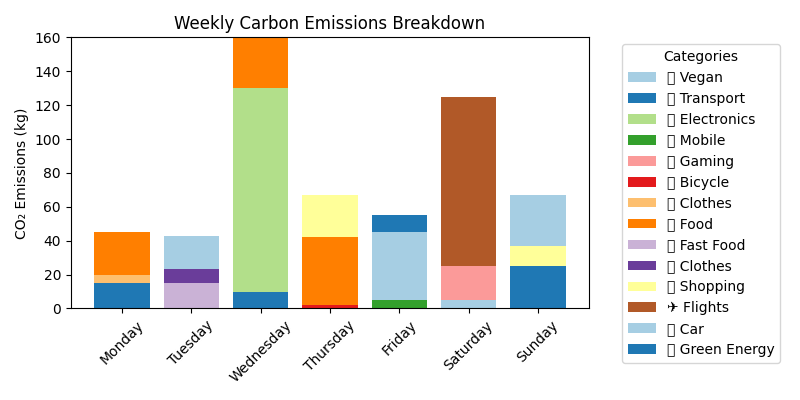 Weekly Carbon Emissions Breakdown
CO₂ Emissions (kg)
160
140
120
100
80
60
40
20
0
Monday
Tuesday
Wednesday
Thursday
Friday
Saturday
Sunday
Categories
▯ Vegan
▯ Transport
▯ Electronics
▯ Mobile
▯ Gaming
▯ Bicycle
▯ Clothes
▯ Food
▯ Fast Food
▯ Clothes
▯ Shopping
✈ Flights
▯ Car
▯ Green Energy